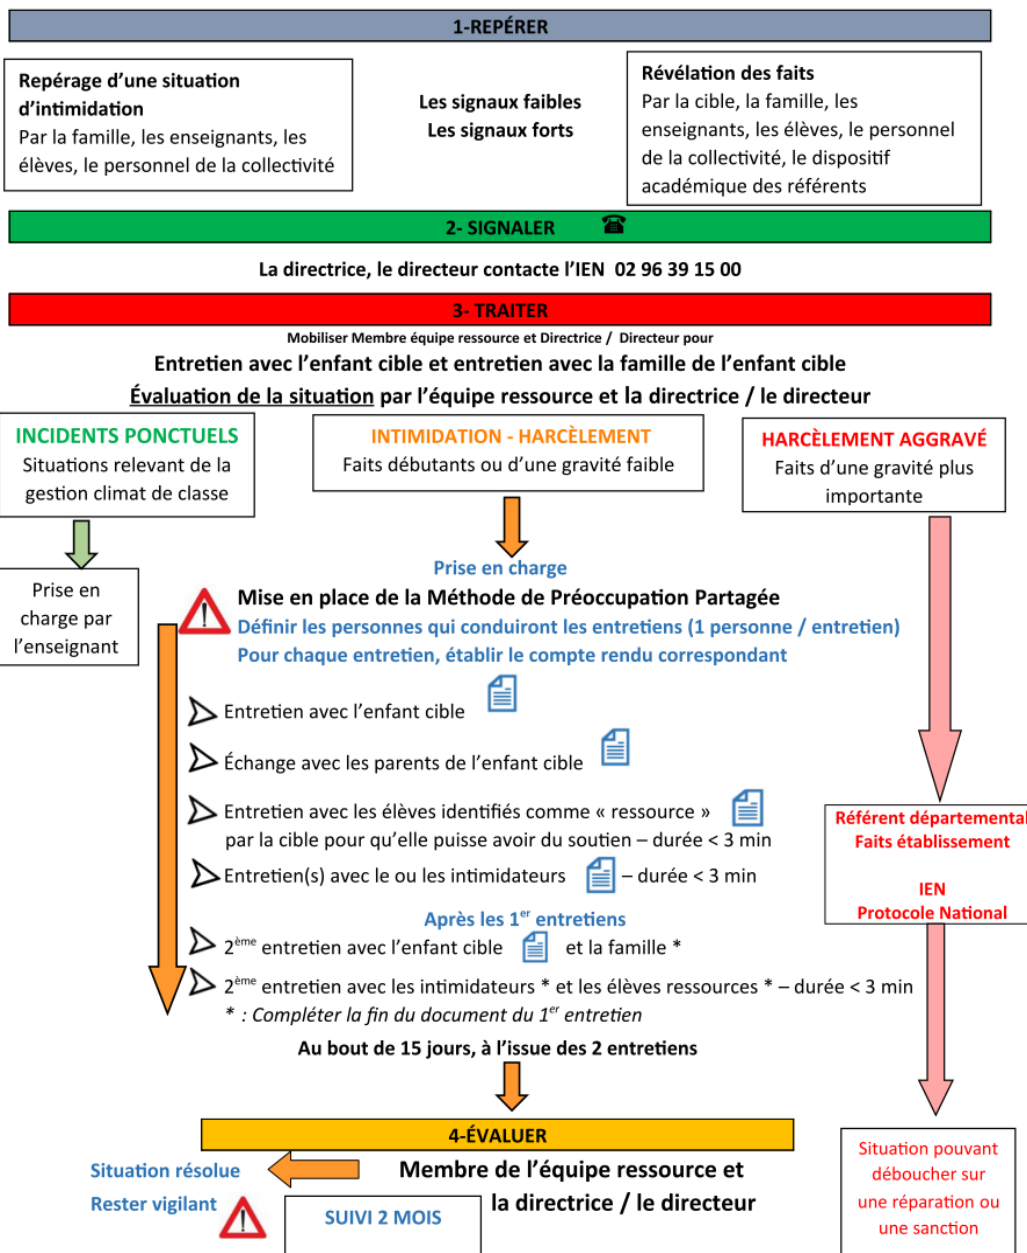 1-REPÉRER
Repérage d’une situation
d’intimidation
Par la famille, les enseignants, les
élèves, le personnel de la collectivité
Les signaux faibles
Les signaux forts
Révélation des faits
Par la cible, la famille, les
enseignants, les élèves, le personnel
de la collectivité, le dispositif
académique des référents
2- SIGNALER ☎
La directrice, le directeur contacte l’IEN 02 96 39 15 00
3- TRAITER
Mobiliser Membre équipe ressource et Directrice / Directeur pour
Entretien avec l’enfant cible et entretien avec la famille de l’enfant cible
Évaluation de la situation par l’équipe ressource et la directrice / le directeur
INCIDENTS PONCTUELS
Situations relevant de la
gestion climat de classe
INTIMIDATION - HARCÈLEMENT
Faits débutants ou d’une gravité faible
HARCÈLEMENT AGGRAVÉ
Faits d’une gravité plus
importante
Prise en
charge par
l’enseignant
Prise en charge
Mise en place de la Méthode de Préoccupation Partagée
Définir les personnes qui conduiront les entretiens (1 personne / entretien)
Pour chaque entretien, établir le compte rendu correspondant
Entretien avec l’enfant cible
Échange avec les parents de l’enfant cible
Entretien avec les élèves identifiés comme « ressource »
par la cible pour qu’elle puisse avoir du soutien – durée < 3 min
Entretien(s) avec le ou les intimidateurs – durée < 3 min
Après les 1er entretiens
2ème entretien avec l’enfant cible et la famille *
2ème entretien avec les intimidateurs * et les élèves ressources * – durée < 3 min
* : Compléter la fin du document du 1er entretien
Au bout de 15 jours, à l’issue des 2 entretiens
Référent départemental
Faits établissement
IEN
Protocole National
4-ÉVALUER
Situation résolue
Rester vigilant
Membre de l’équipe ressource et
la directrice / le directeur
SUIVI 2 MOIS
Situation pouvant
déboucher sur
une réparation ou
une sanction